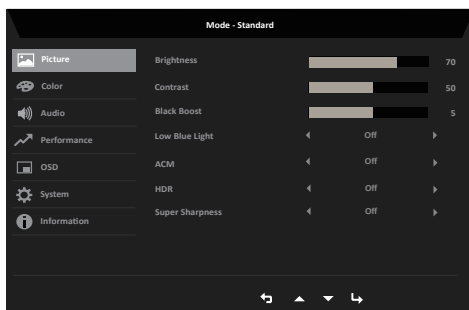 Mode - Standard
Picture
Brightness 70
Color
Contrast 50
Audio
Black Boost 5
Performance
Low Blue Light Off
OSD
ACM Off
System
HDR Off
Information
Super Sharpness Off